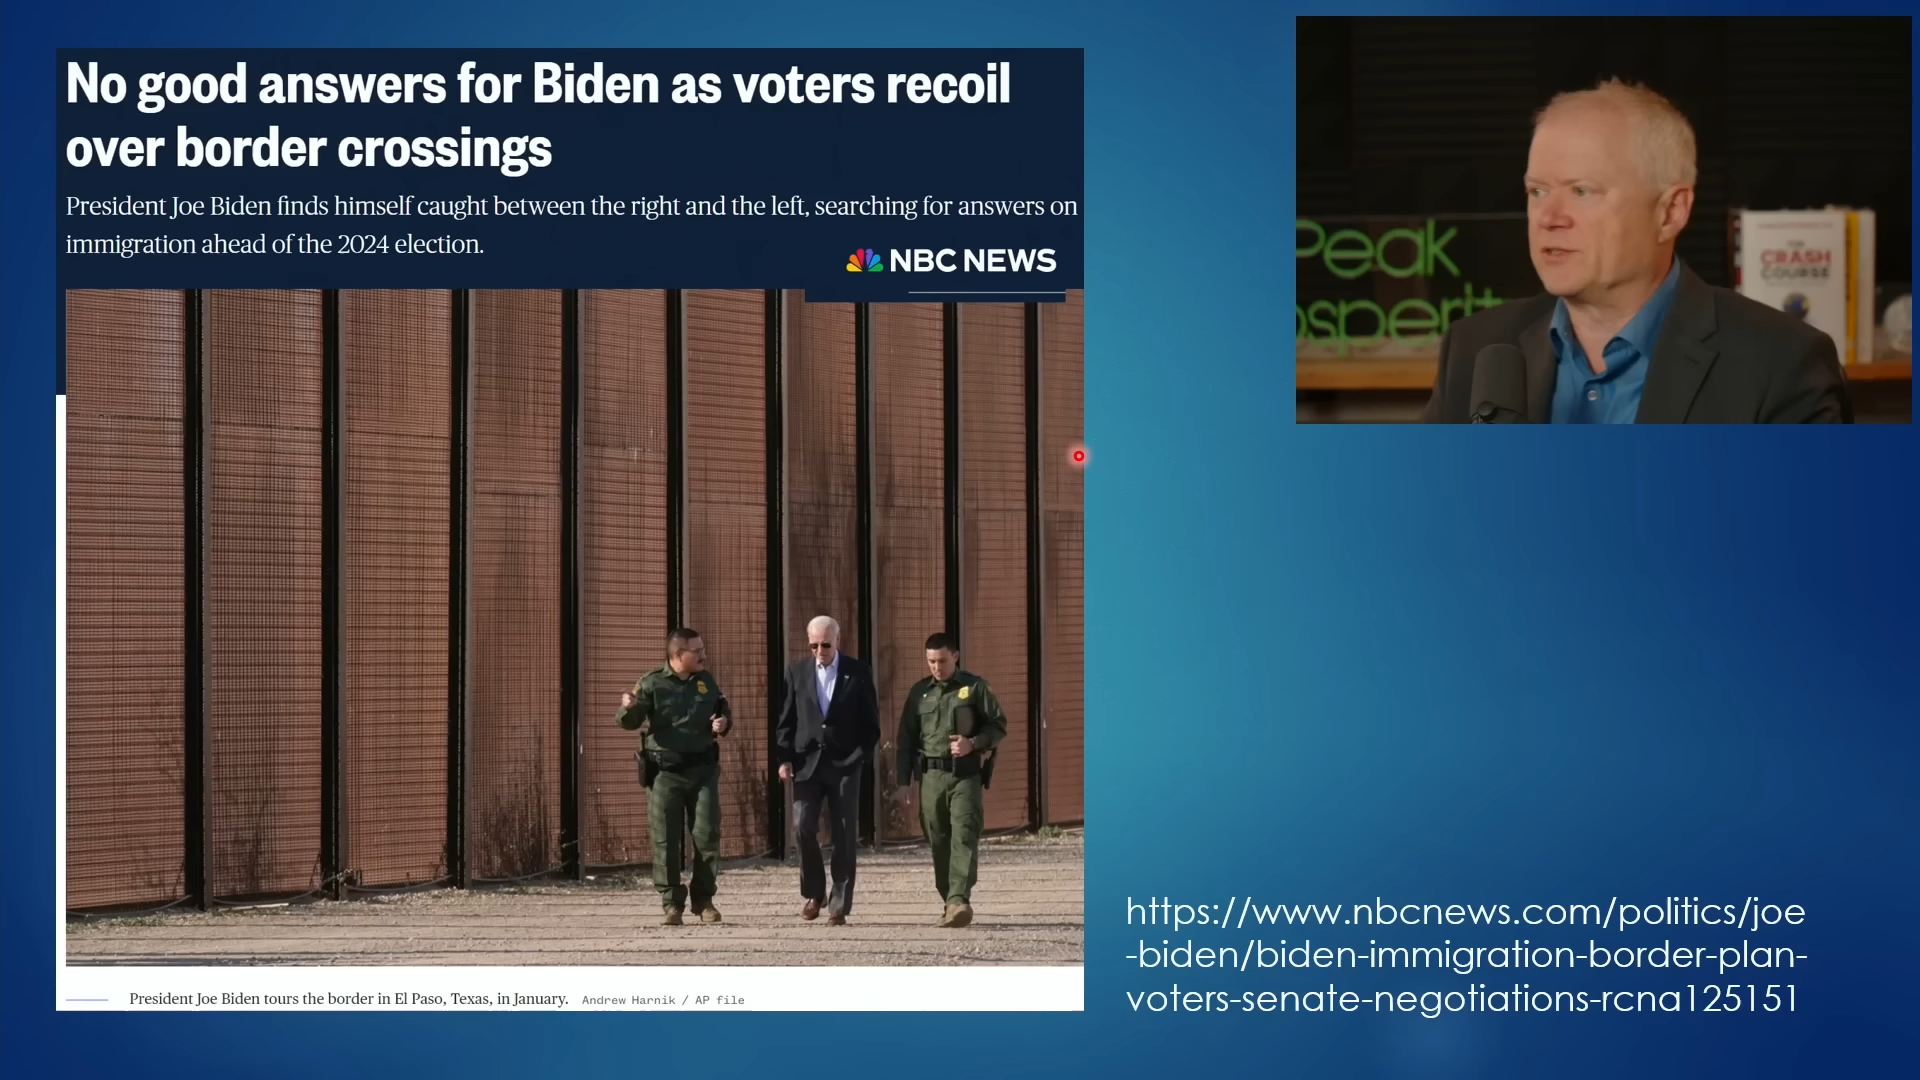 No good answers for Biden as voters recoil
over border crossings
President Joe Biden finds himself caught between the right and the left, searching for answers on
immigration ahead of the 2024 election.
NBC NEWS
President Joe Biden tours the border in El Paso, Texas, in January. Andrew Harnik / AP file
Peak
osperit
CRASH
COURSE
https://www.nbcnews.com/politics/joe
-biden/biden-immigration-border-plan-
voters-senate-negotiations-rcna125151